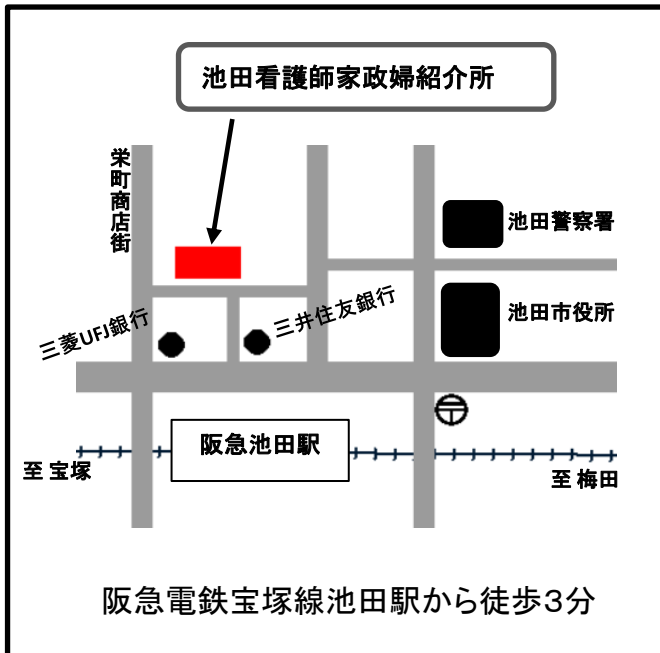 池田看護師家政婦紹介所
栄町商店街
池田警察署
三菱UFJ銀行
三井住友銀行
池田市役所
〒
阪急池田駅
至 宝塚
至 梅田
阪急電鉄宝塚線池田駅から徒歩3分